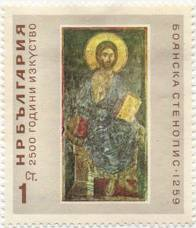 НРБЪЛГАРИЯ
2500 ГОДИНИ ИЗКУСТВО
1 СТ.
БОЯНСКА
СТЕНОПИС·1259